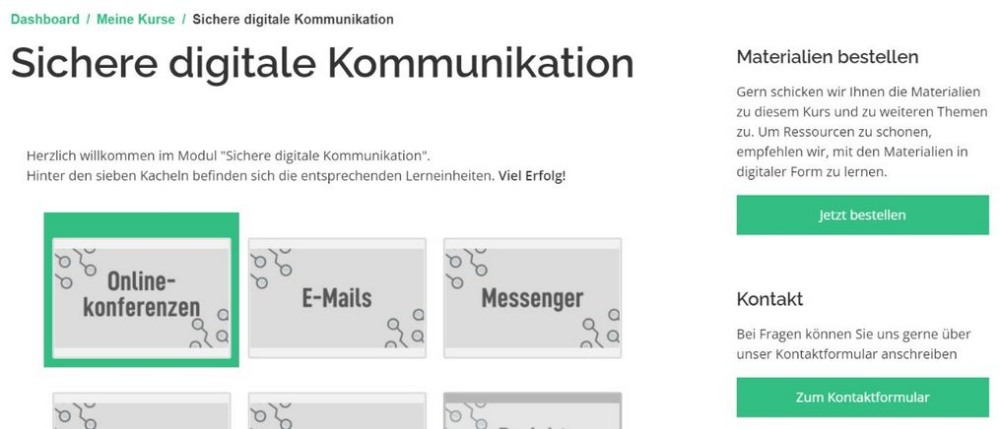 Dashboard / Meine Kurse / Sichere digitale Kommunikation
Sichere digitale Kommunikation
Herzlich willkommen im Modul "Sichere digitale Kommunikation".
Hinter den sieben Kacheln befinden sich die entsprechenden Lerneinheiten. Viel Erfolg!
Online-
konferenzen
E-Mails
Messenger
Materialien bestellen
Gern schicken wir Ihnen die Materialien
zu diesem Kurs und zu weiteren Themen
zu. Um Ressourcen zu schonen,
empfehlen wir, mit den Materialien in
digitaler Form zu lernen.
Jetzt bestellen
Kontakt
Bei Fragen können Sie uns gerne über
unser Kontaktformular anschreiben
Zum Kontaktformular